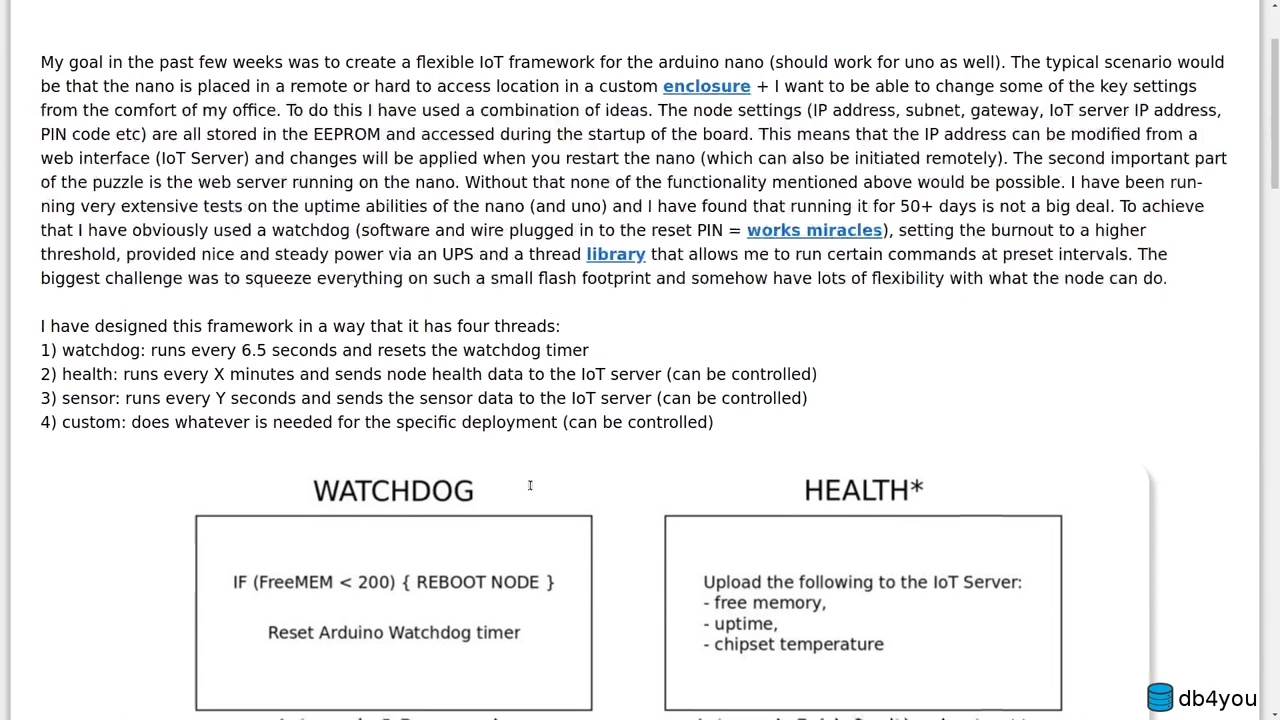 My goal in the past few weeks was to create a flexible IoT framework for the arduino nano (should work for uno as well). The typical scenario would
be that the nano is placed in a remote or hard to access location in a custom enclosure + I want to be able to change some of the key settings
from the comfort of my office. To do this I have used a combination of ideas. The node settings (IP address, subnet, gateway, IoT server IP address,
PIN code etc) are all stored in the EEPROM and accessed during the startup of the board. This means that the IP address can be modified from a
web interface (IoT Server) and changes will be applied when you restart the nano (which can also be initiated remotely). The second important part
of the puzzle is the web server running on the nano. Without that none of the functionality mentioned above would be possible. I have been run-
ning very extensive tests on the uptime abilities of the nano (and uno) and I have found that running it for 50+ days is not a big deal. To achieve
that I have obviously used a watchdog (software and wire plugged in to the reset PIN = works miracles), setting the burnout to a higher
threshold, provided nice and steady power via an UPS and a thread library that allows me to run certain commands at preset intervals. The
biggest challenge was to squeeze everything on such a small flash footprint and somehow have lots of flexibility with what the node can do.
I have designed this framework in a way that it has four threads:
1) watchdog: runs every 6.5 seconds and resets the watchdog timer
2) health: runs every X minutes and sends node health data to the IoT server (can be controlled)
3) sensor: runs every Y seconds and sends the sensor data to the IoT server (can be controlled)
4) custom: does whatever is needed for the specific deployment (can be controlled)
WATCHDOG
IF (FreeMEM < 200) { REBOOT NODE }
Reset Arduino Watchdog timer
HEALTH*
Upload the following to the IoT Server:
- free memory,
- uptime,
- chipset temperature
db4you